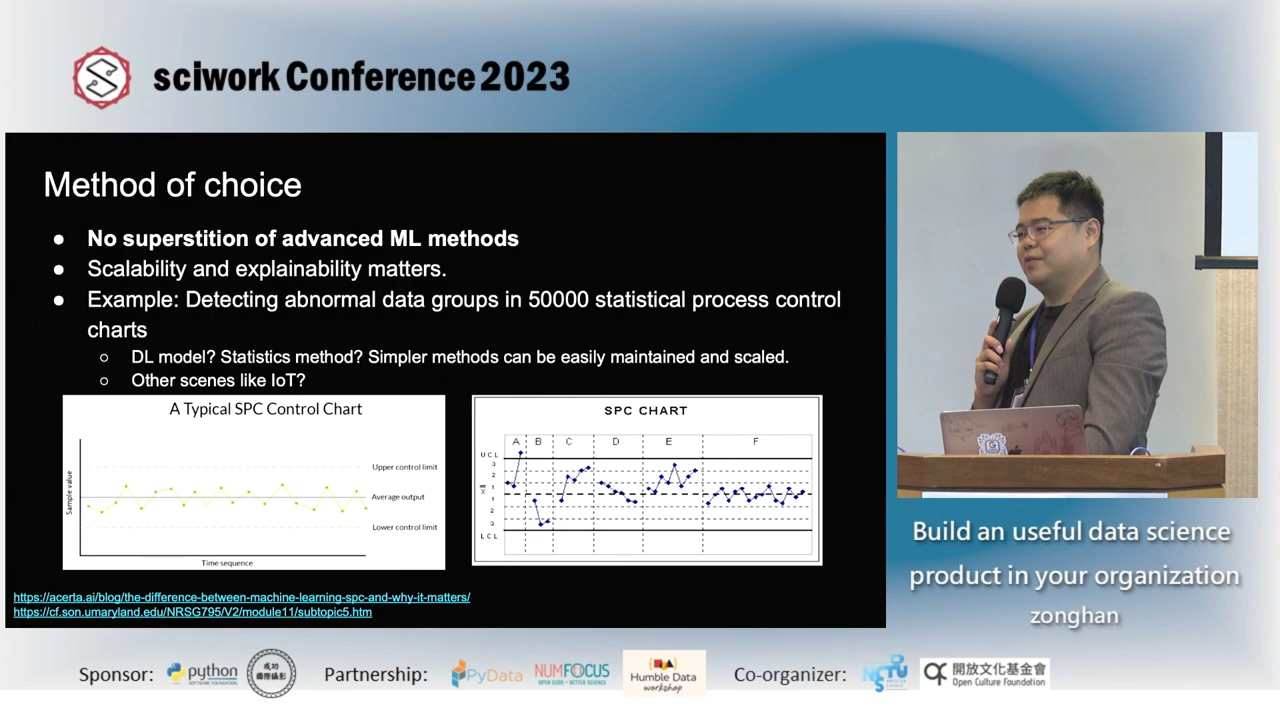 sciwork Conference 2023
Method of choice
● No superstition of advanced ML methods
● Scalability and explainability matters.
● Example: Detecting abnormal data groups in 50000 statistical process control
charts
○ DL model? Statistics method? Simpler methods can be easily maintained and scaled.
○ Other scenes like IoT?
A Typical SPC Control Chart
Sample value
Upper control limit
Average output
Lower control limit
Time sequence
SPC CHART
A B C D E F
UCL
3
2
1
X
1
2
3
LCL
https://acerta.ai/blog/the-difference-between-machine-learning-spc-and-why-it-matters/
https://cf.son.umaryland.edu/NRSG795/V2/module11/subtopic5.htm
Build an useful data science
product in your organization
zonghan
Sponsor:
python
SOFTWARE FOUNDATION
成功
國際攝影
Partnership:
PyData
NUMFOCUS
OPEN CODE = BETTER SCIENCE
Humble Data
workshop
Co-organizer:
開放文化基金會
Open Culture Foundation